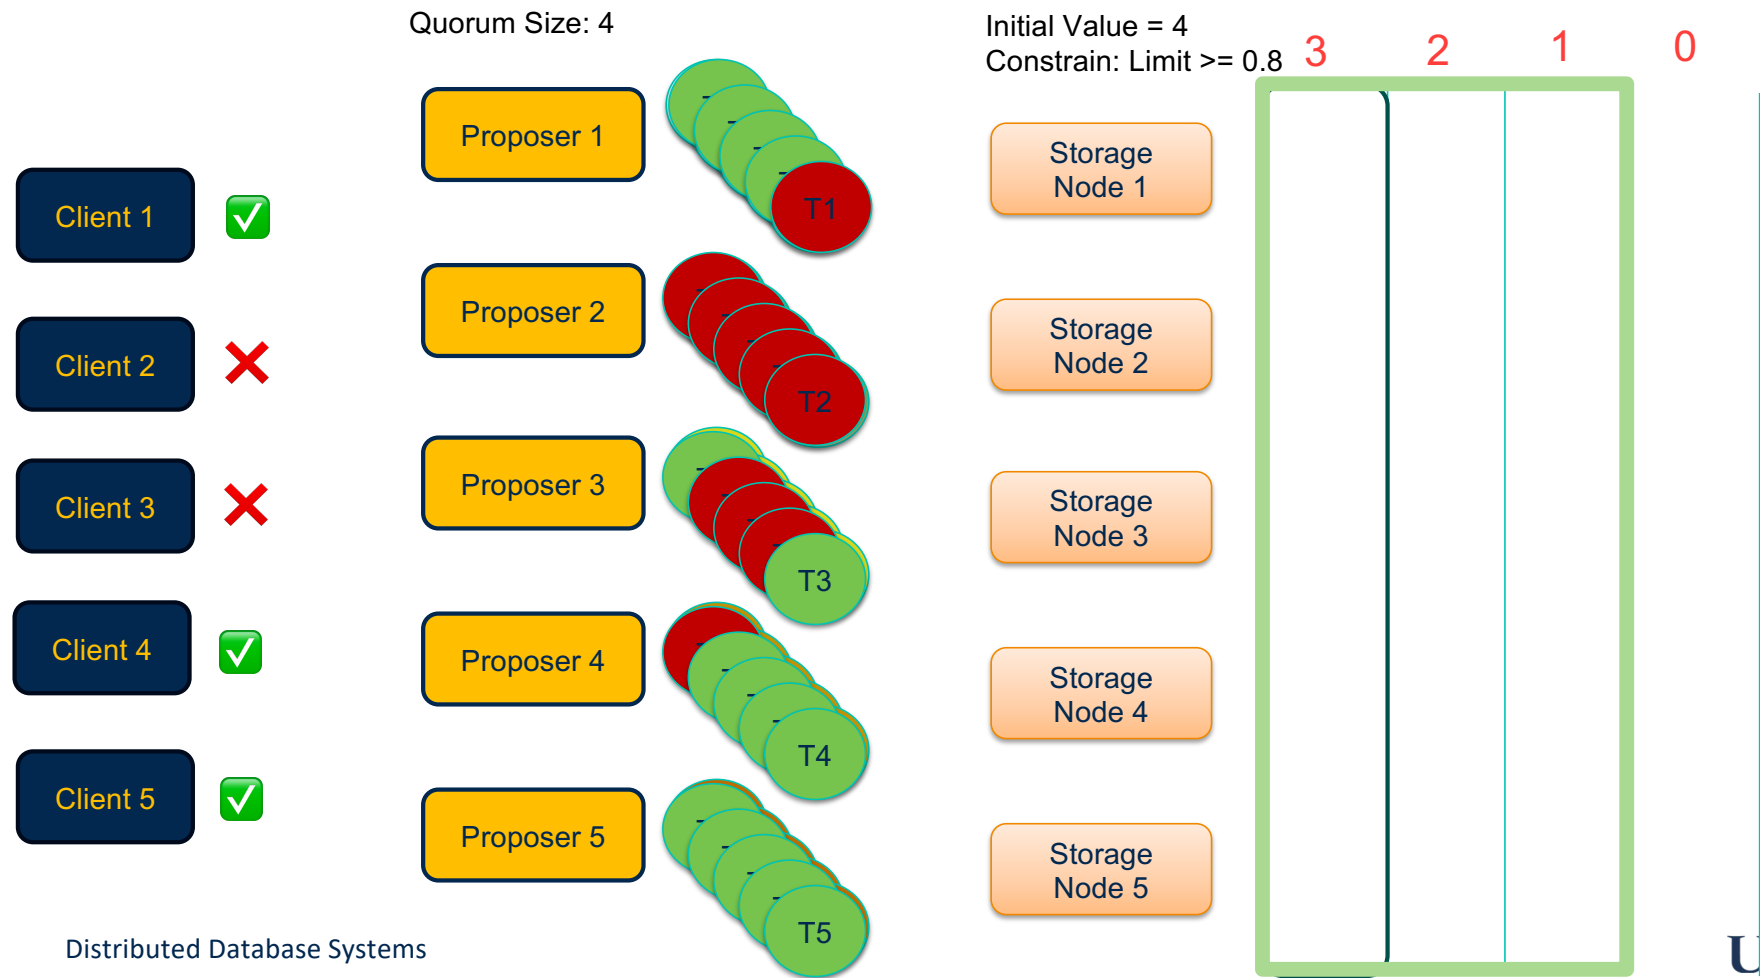 Quorum Size: 4
Initial Value = 4
Constrain: Limit >= 0.8
3
2
1
0
Client 1
Client 2
Client 3
Client 4
Client 5
Proposer 1
T1
Proposer 2
T2
Proposer 3
T3
Proposer 4
T4
Proposer 5
T5
Storage
Node 1
Storage
Node 2
Storage
Node 3
Storage
Node 4
Storage
Node 5
Distributed Database Systems
U